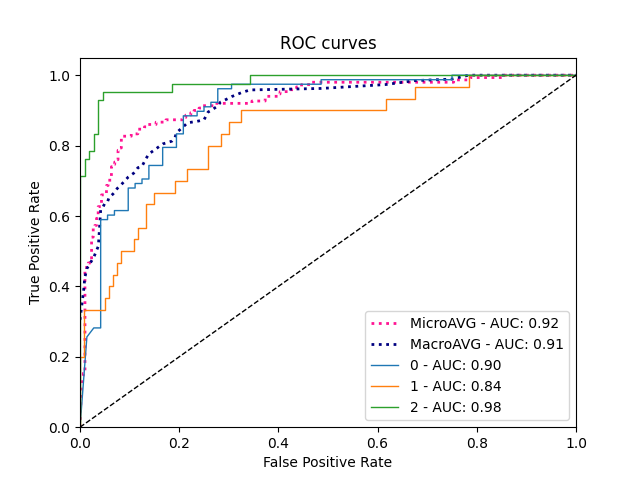 ROC curves
True Positive Rate
1.0
0.8
0.6
0.4
0.2
0.0
MicroAVG - AUC: 0.92
MacroAVG - AUC: 0.91
0 - AUC: 0.90
1 - AUC: 0.84
2 - AUC: 0.98
0.0 0.2 0.4 0.6 0.8 1.0
False Positive Rate